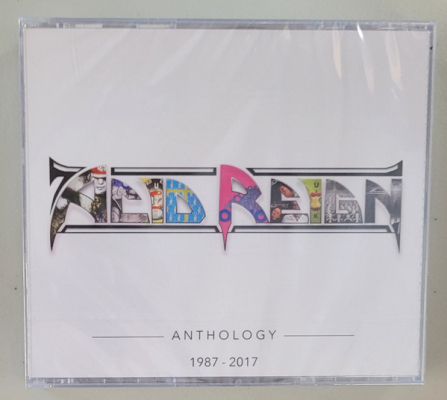 ACID REIGN
ANTHOLOGY
1987 - 2017